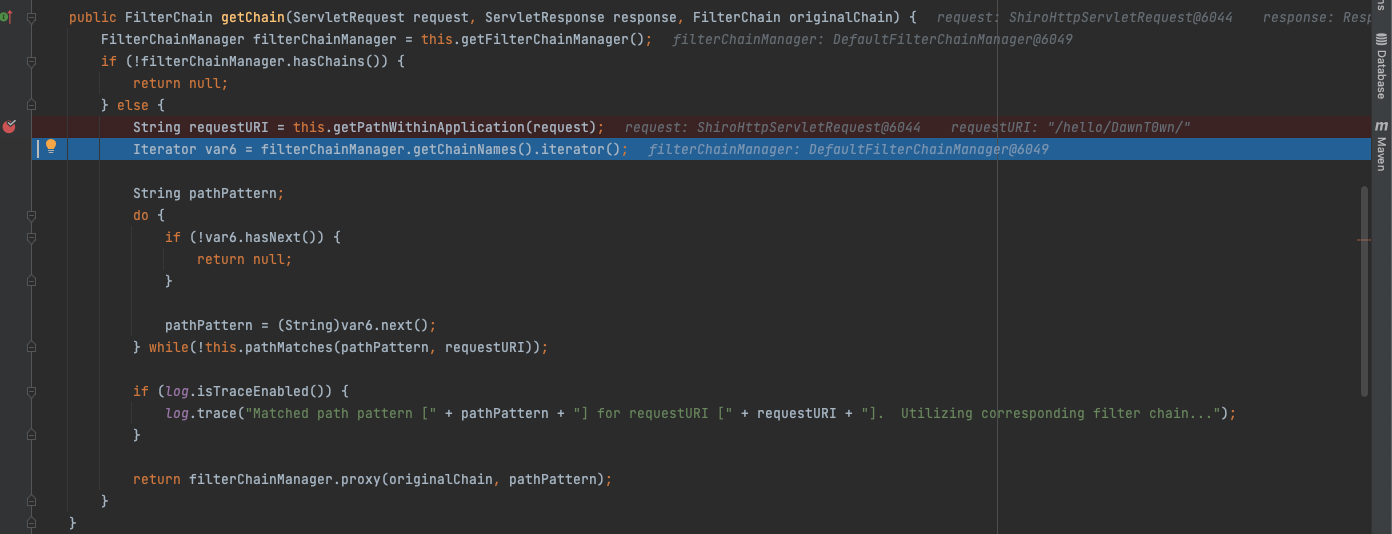 public FilterChain getChain(ServletRequest request, ServletResponse response, FilterChain originalChain) {   request: ShiroHttpServletRequest@6044    response: Resp
FilterChainManager filterChainManager = this.getFilterChainManager();   filterChainManager: DefaultFilterChainManager@6049
if (!filterChainManager.hasChains()) {
return null;
} else {
String requestURI = this.getPathWithinApplication(request);   request: ShiroHttpServletRequest@6044    requestURI: "/hello/DawnT0wn/"
Iterator var6 = filterChainManager.getChainNames().iterator();   filterChainManager: DefaultFilterChainManager@6049
String pathPattern;
do {
if (!var6.hasNext()) {
return null;
}
pathPattern = (String)var6.next();
} while(!this.pathMatches(pathPattern, requestURI));
if (log.isTraceEnabled()) {
log.trace("Matched path pattern [" + pathPattern + "] for requestURI [" + requestURI + "].  Utilizing corresponding filter chain...");
}
return filterChainManager.proxy(originalChain, pathPattern);
}
}
Database
m
Maven